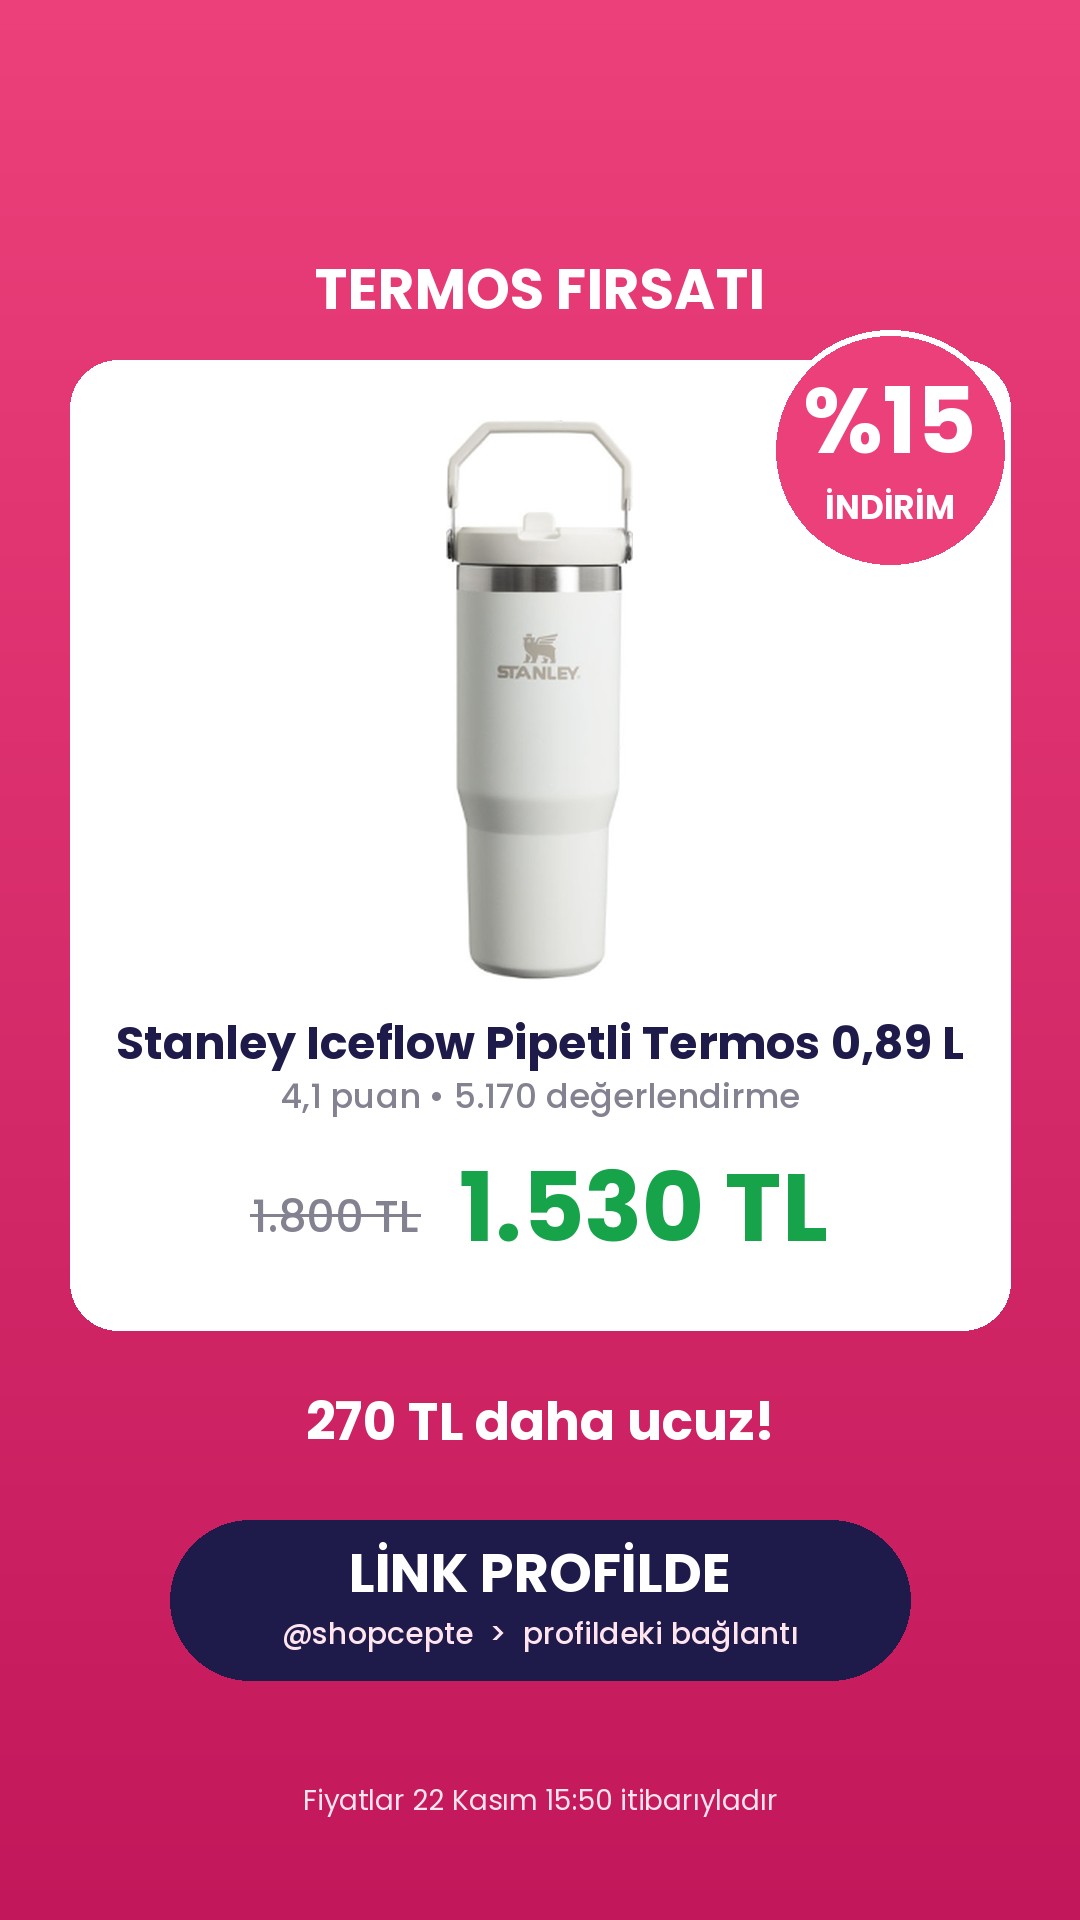 TERMOS FIRSATI
%15
İNDİRİM
STANLEY
Stanley Iceflow Pipetli Termos 0,89 L
4,1 puan • 5.170 değerlendirme
1.800 TL 1.530 TL
270 TL daha ucuz!
LİNK PROFİLDE
@shopcepte > profildeki bağlantı
Fiyatlar 22 Kasım 15:50 itibarıyladır